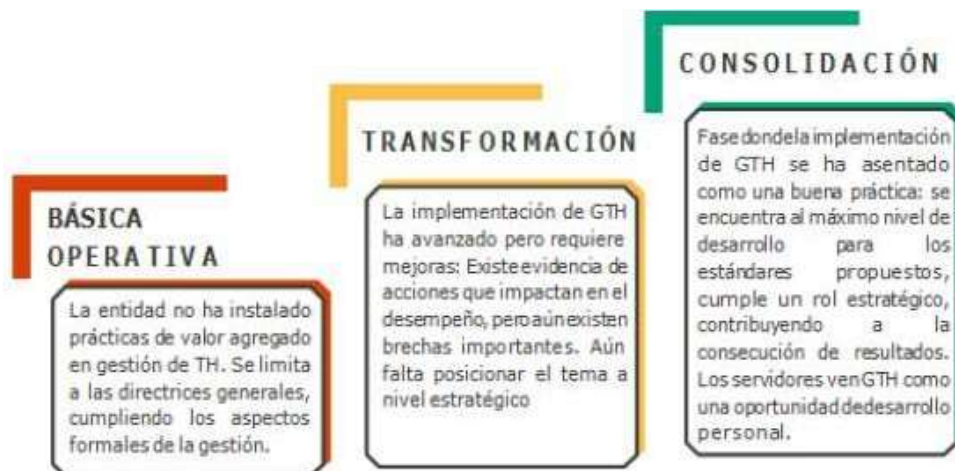 BÁSICA
OPERATIVA
La entidad no ha instalado
prácticas de valor agregado
en gestión de TH. Se limita
a las directrices generales,
cumpliendo los aspectos
formales de la gestión.
TRANSFORMACIÓN
La implementación de GTH
ha avanzado pero requiere
mejoras: Existe evidencia de
acciones que impactan en el
desempeño, pero aún existen
brechas importantes. Aún
falta posicionar el tema a
nivel estratégico
CONSOLIDACIÓN
Fase donde la implementación
de GTH se ha asentado
como una buena práctica: se
encuentra al máximo nivel de
desarrollo para los
estándares propuestos,
cumple un rol estratégico,
contribuyendo a la
consecución de resultados.
Los servidores ven GTH como
una oportunidad de desarrollo
personal.